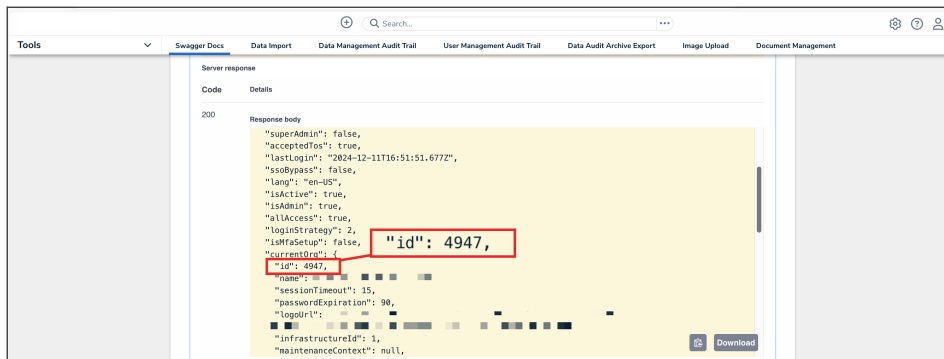 Search...
Tools
Swagger Docs Data Import Data Management Audit Trail User Management Audit Trail Data Audit Archive Export Image Upload Document Management
Server response
Code Details
200
Response body
"superAdmin": false,
"acceptedTos": true,
"lastLogin": "2024-12-11T16:51:51.677Z",
"ssoBypass": false,
"lang": "en-US",
"isActive": true,
"isAdmin": true,
"allAccess": true,
"loginStrategy": 2,
"isMfaSetup": false,
"id": 4947,
"currentOrg": {
"id": 4947,
"name":
"sessionTimeout": 15,
"passwordExpiration": 90,
"logoUrl":
"infrastructureId": 1,
"maintenanceContext": null,
Download